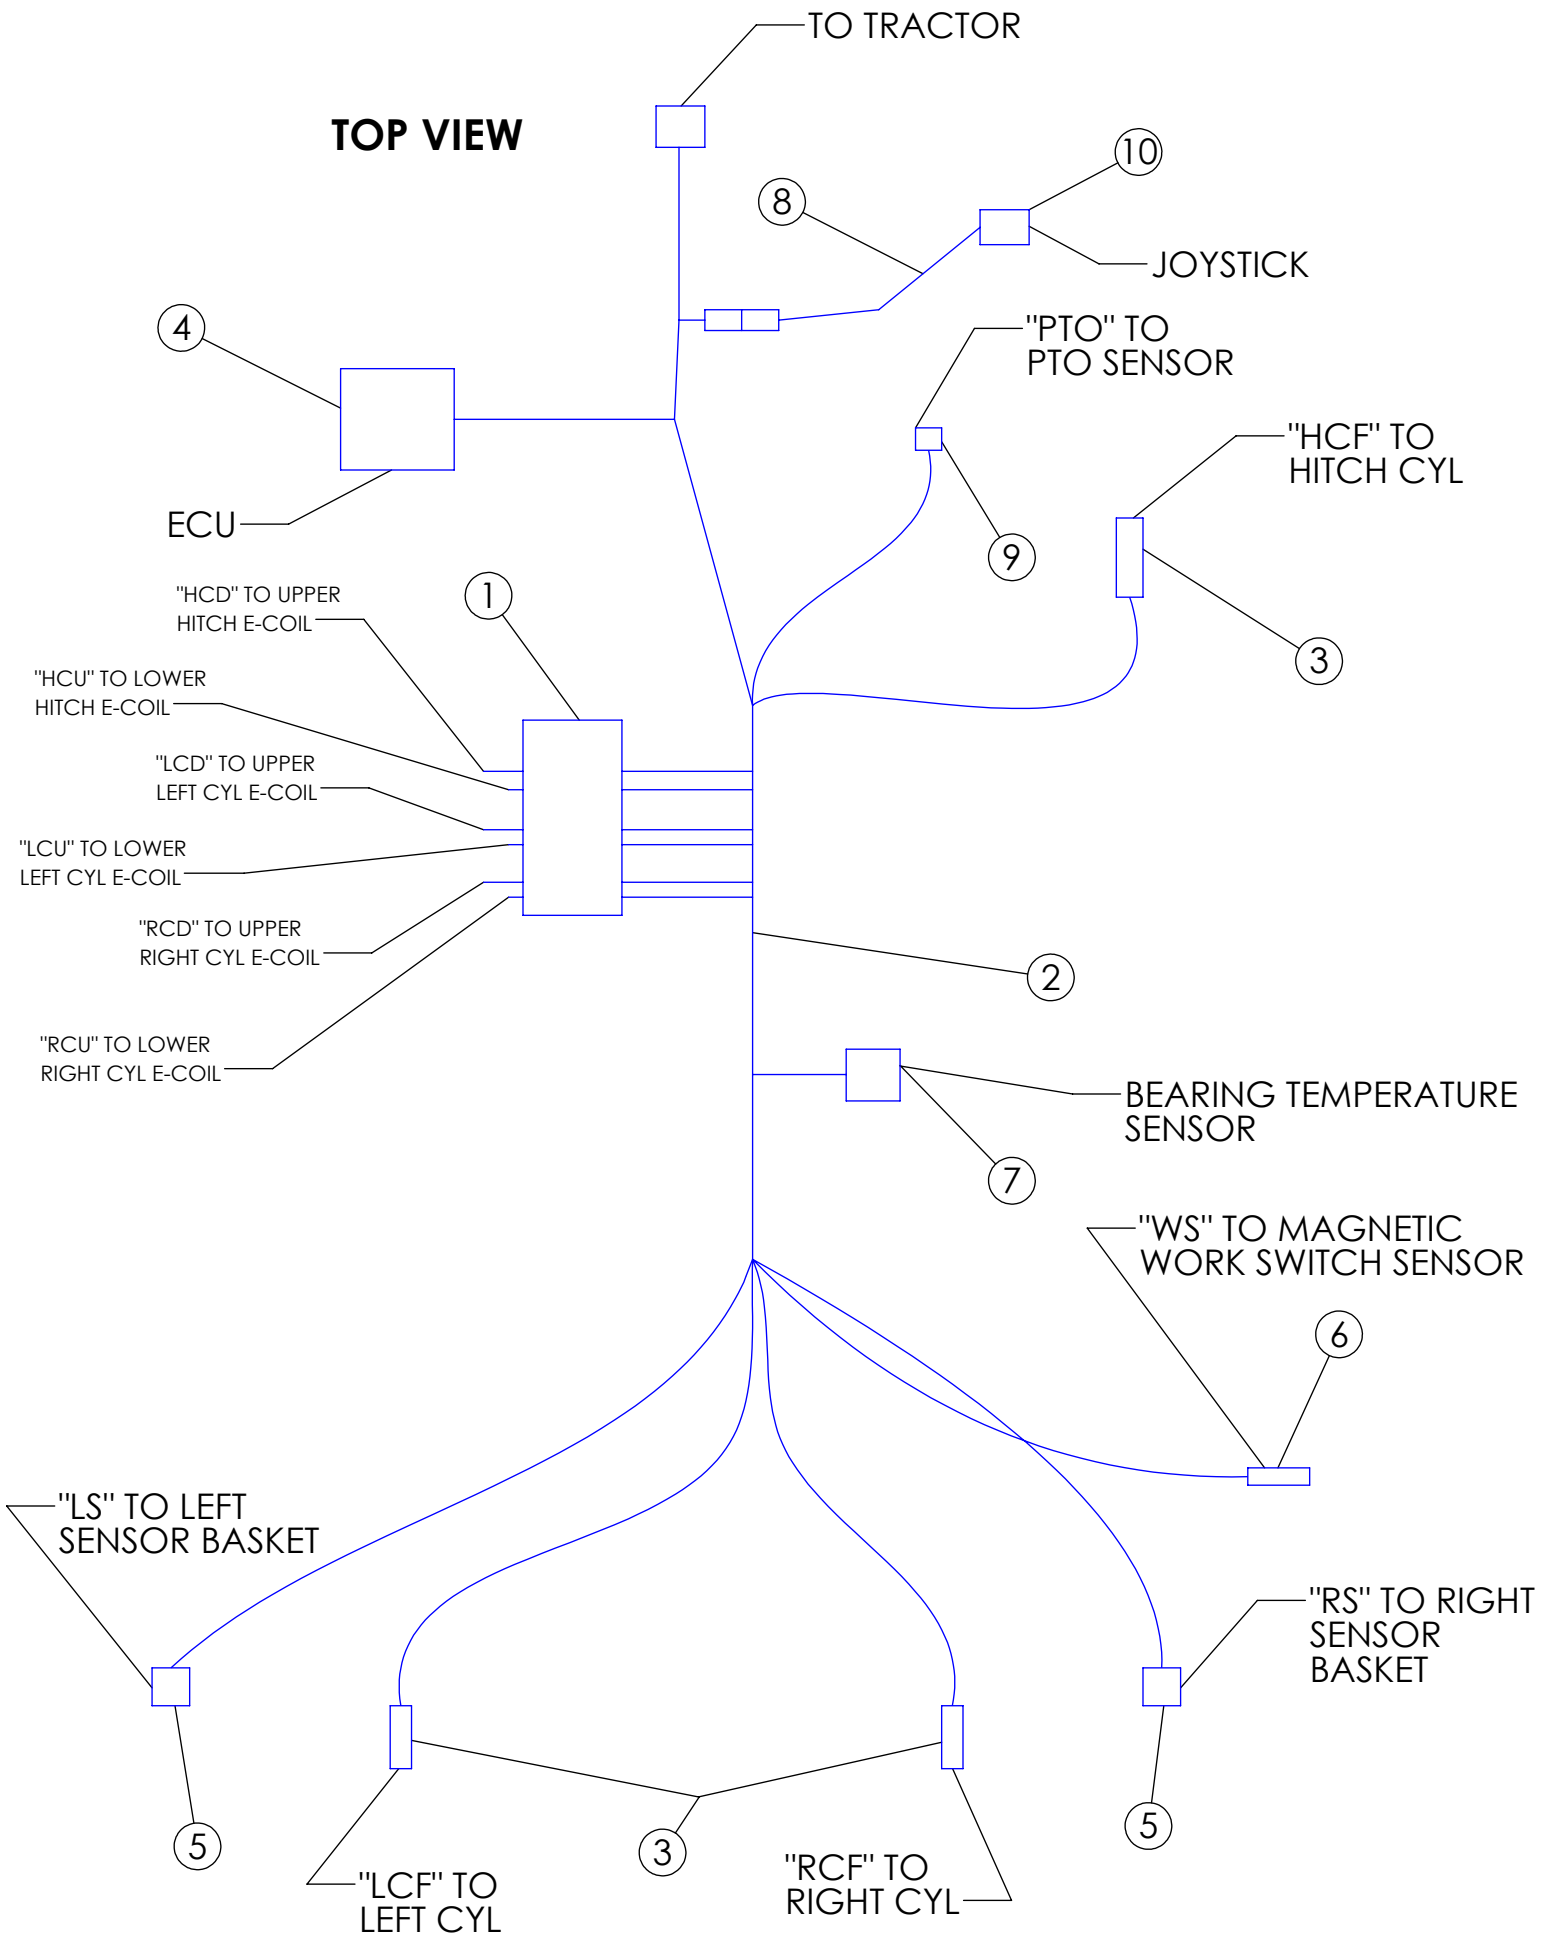 TO TRACTOR
TOP VIEW
10
8
JOYSTICK
4
"PTO" TO
PTO SENSOR
"HCF" TO
HITCH CYL
ECU
9
"HCD" TO UPPER
HITCH E-COIL
1
3
"HCU" TO LOWER
HITCH E-COIL
"LCD" TO UPPER
LEFT CYL E-COIL
"LCU" TO LOWER
LEFT CYL E-COIL
"RCD" TO UPPER
RIGHT CYL E-COIL
2
"RCU" TO LOWER
RIGHT CYL E-COIL
BEARING TEMPERATURE
SENSOR
7
"WS" TO MAGNETIC
WORK SWITCH SENSOR
6
"LS" TO LEFT
SENSOR BASKET
"RS" TO RIGHT
SENSOR
BASKET
5
3
5
"LCF" TO
LEFT CYL
"RCF" TO
RIGHT CYL